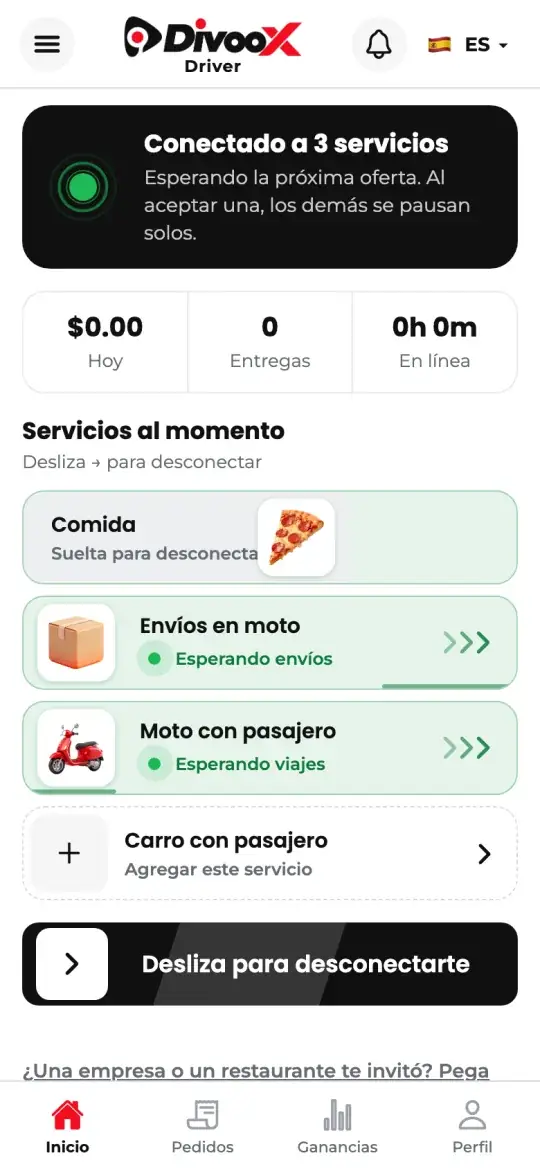 DivooX
Driver
ES
Conectado a 3 servicios
Esperando la próxima oferta. Al
aceptar una, los demás se pausan
solos.
$0.00
Hoy
0
Entregas
0h 0m
En línea
Servicios al momento
Desliza → para desconectar
Comida
Suelta para desconecta
Envíos en moto
Esperando envíos
Moto con pasajero
Esperando viajes
Carro con pasajero
Agregar este servicio
Desliza para desconectarte
¿Una empresa o un restaurante te invitó? Pega
Inicio
Pedidos
Ganancias
Perfil